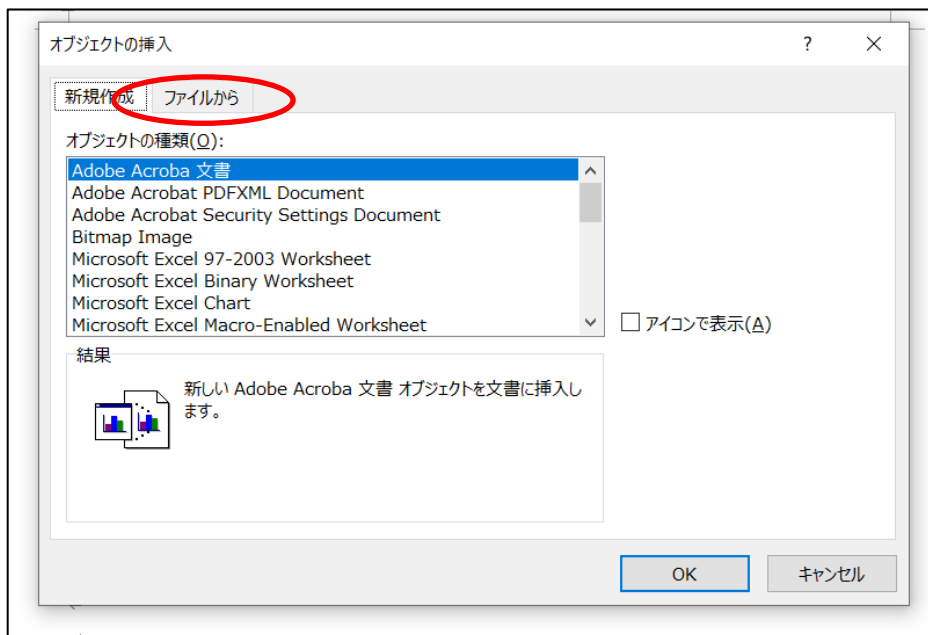 オブジェクトの挿入
?
新規作成 ファイルから
オブジェクトの種類(O):
Adobe Acroba 文書
Adobe Acrobat PDFXML Document
Adobe Acrobat Security Settings Document
Bitmap Image
Microsoft Excel 97-2003 Worksheet
Microsoft Excel Binary Worksheet
Microsoft Excel Chart
Microsoft Excel Macro-Enabled Worksheet
アイコンで表示(A)
結果
新しい Adobe Acroba 文書 オブジェクトを文書に挿入し
ます。
OK キャンセル